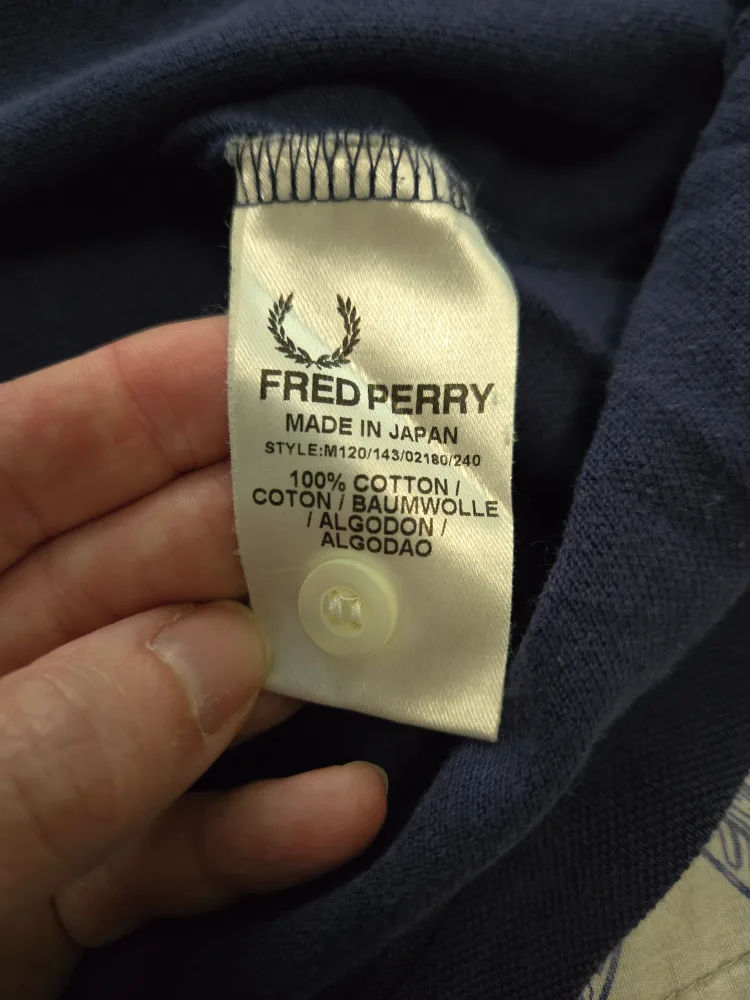 FRED PERRY
MADE IN JAPAN
STYLE:M120/143/02180/240
100% COTTON /
COTON / BAUMWOLLE
/ ALGODON /
ALGODAO